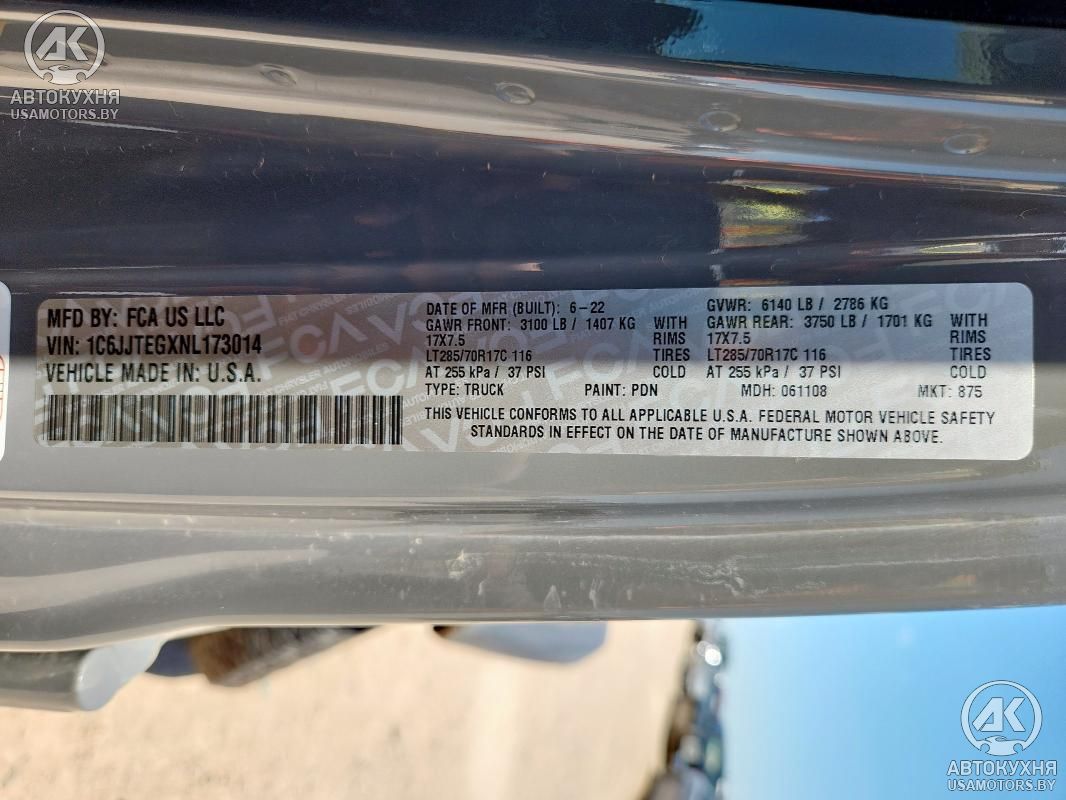 АК
АВТОКУХНЯ
USAMOTORS.BY
MFD BY: FCA US LLC
VIN: 1C6JJTEGXNL173014
VEHICLE MADE IN: U.S.A.
DATE OF MFR (BUILT): 6-22
GAWR FRONT: 3100 LB / 1407 KG WITH
17X7.5 RIMS
LT285/70R17C 116 TIRES
AT 255 kPa / 37 PSI COLD
GVWR: 6140 LB / 2786 KG
GAWR REAR: 3750 LB / 1701 KG WITH
17X7.5 RIMS
LT285/70R17C 116 TIRES
AT 255 kPa / 37 PSI COLD
TYPE: TRUCK PAINT: PDN MDH: 061108 MKT: 875
THIS VEHICLE CONFORMS TO ALL APPLICABLE U.S.A. FEDERAL MOTOR VEHICLE SAFETY
STANDARDS IN EFFECT ON THE DATE OF MANUFACTURE SHOWN ABOVE.
АК
АВТОКУХНЯ
USAMOTORS.BY